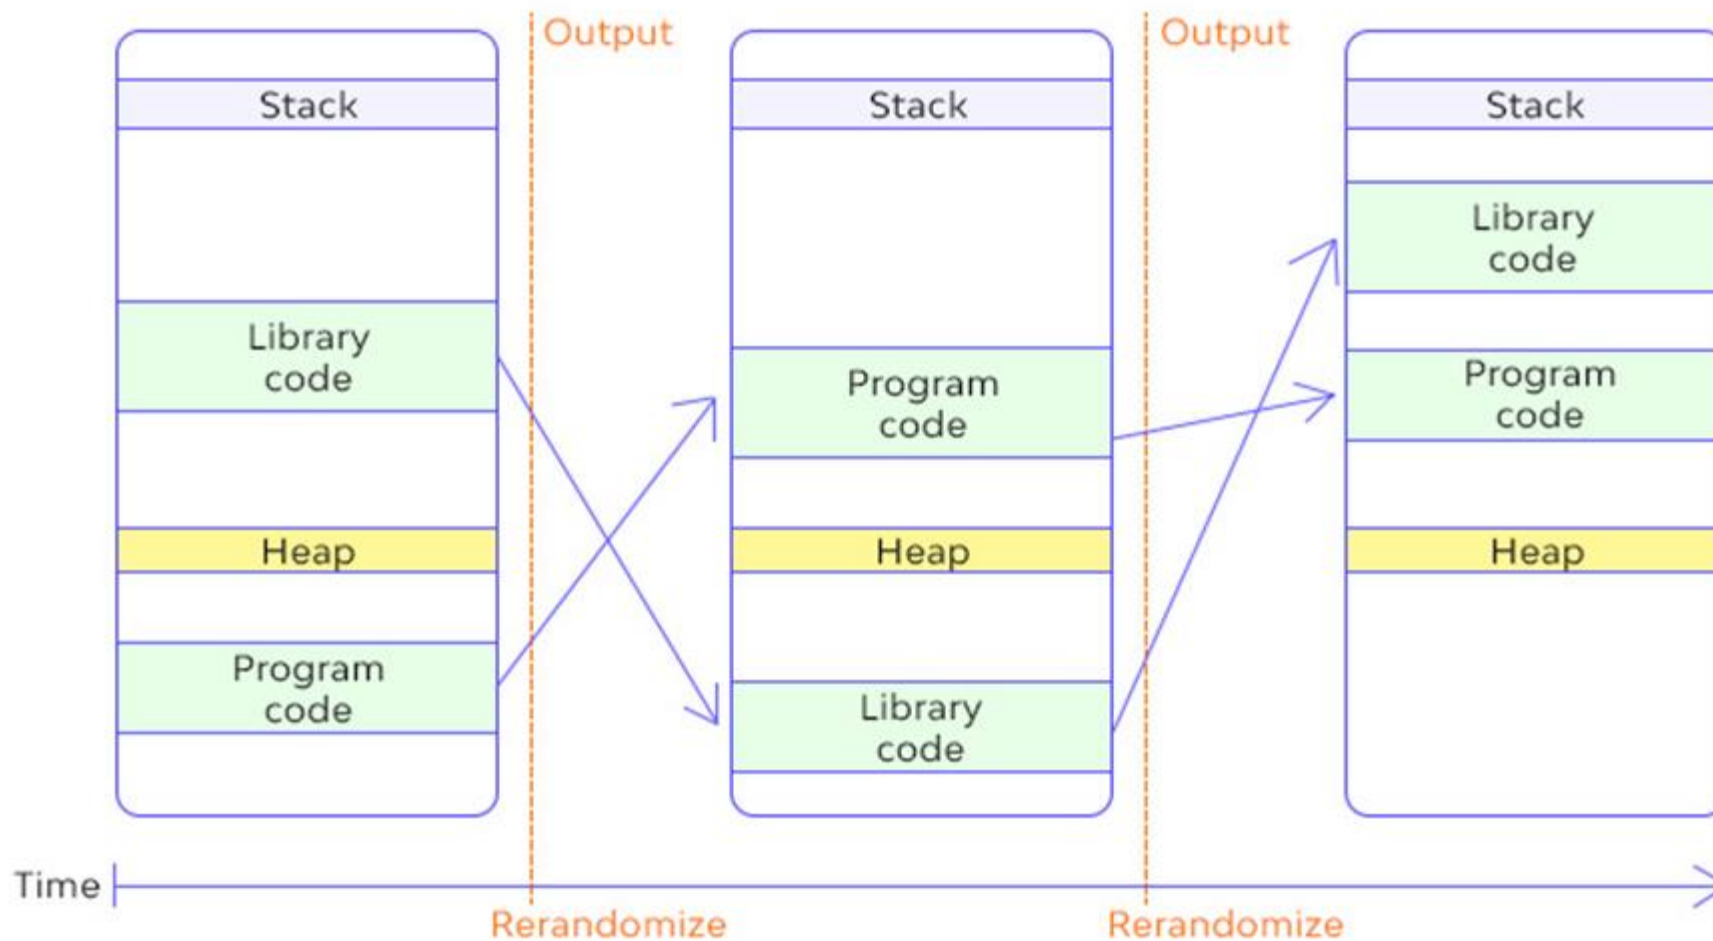 Output
Output
Stack
Stack
Stack
Library
code
Program
code
Library
code
Program
code
Heap
Heap
Heap
Program
code
Library
code
Time
Rerandomize
Rerandomize